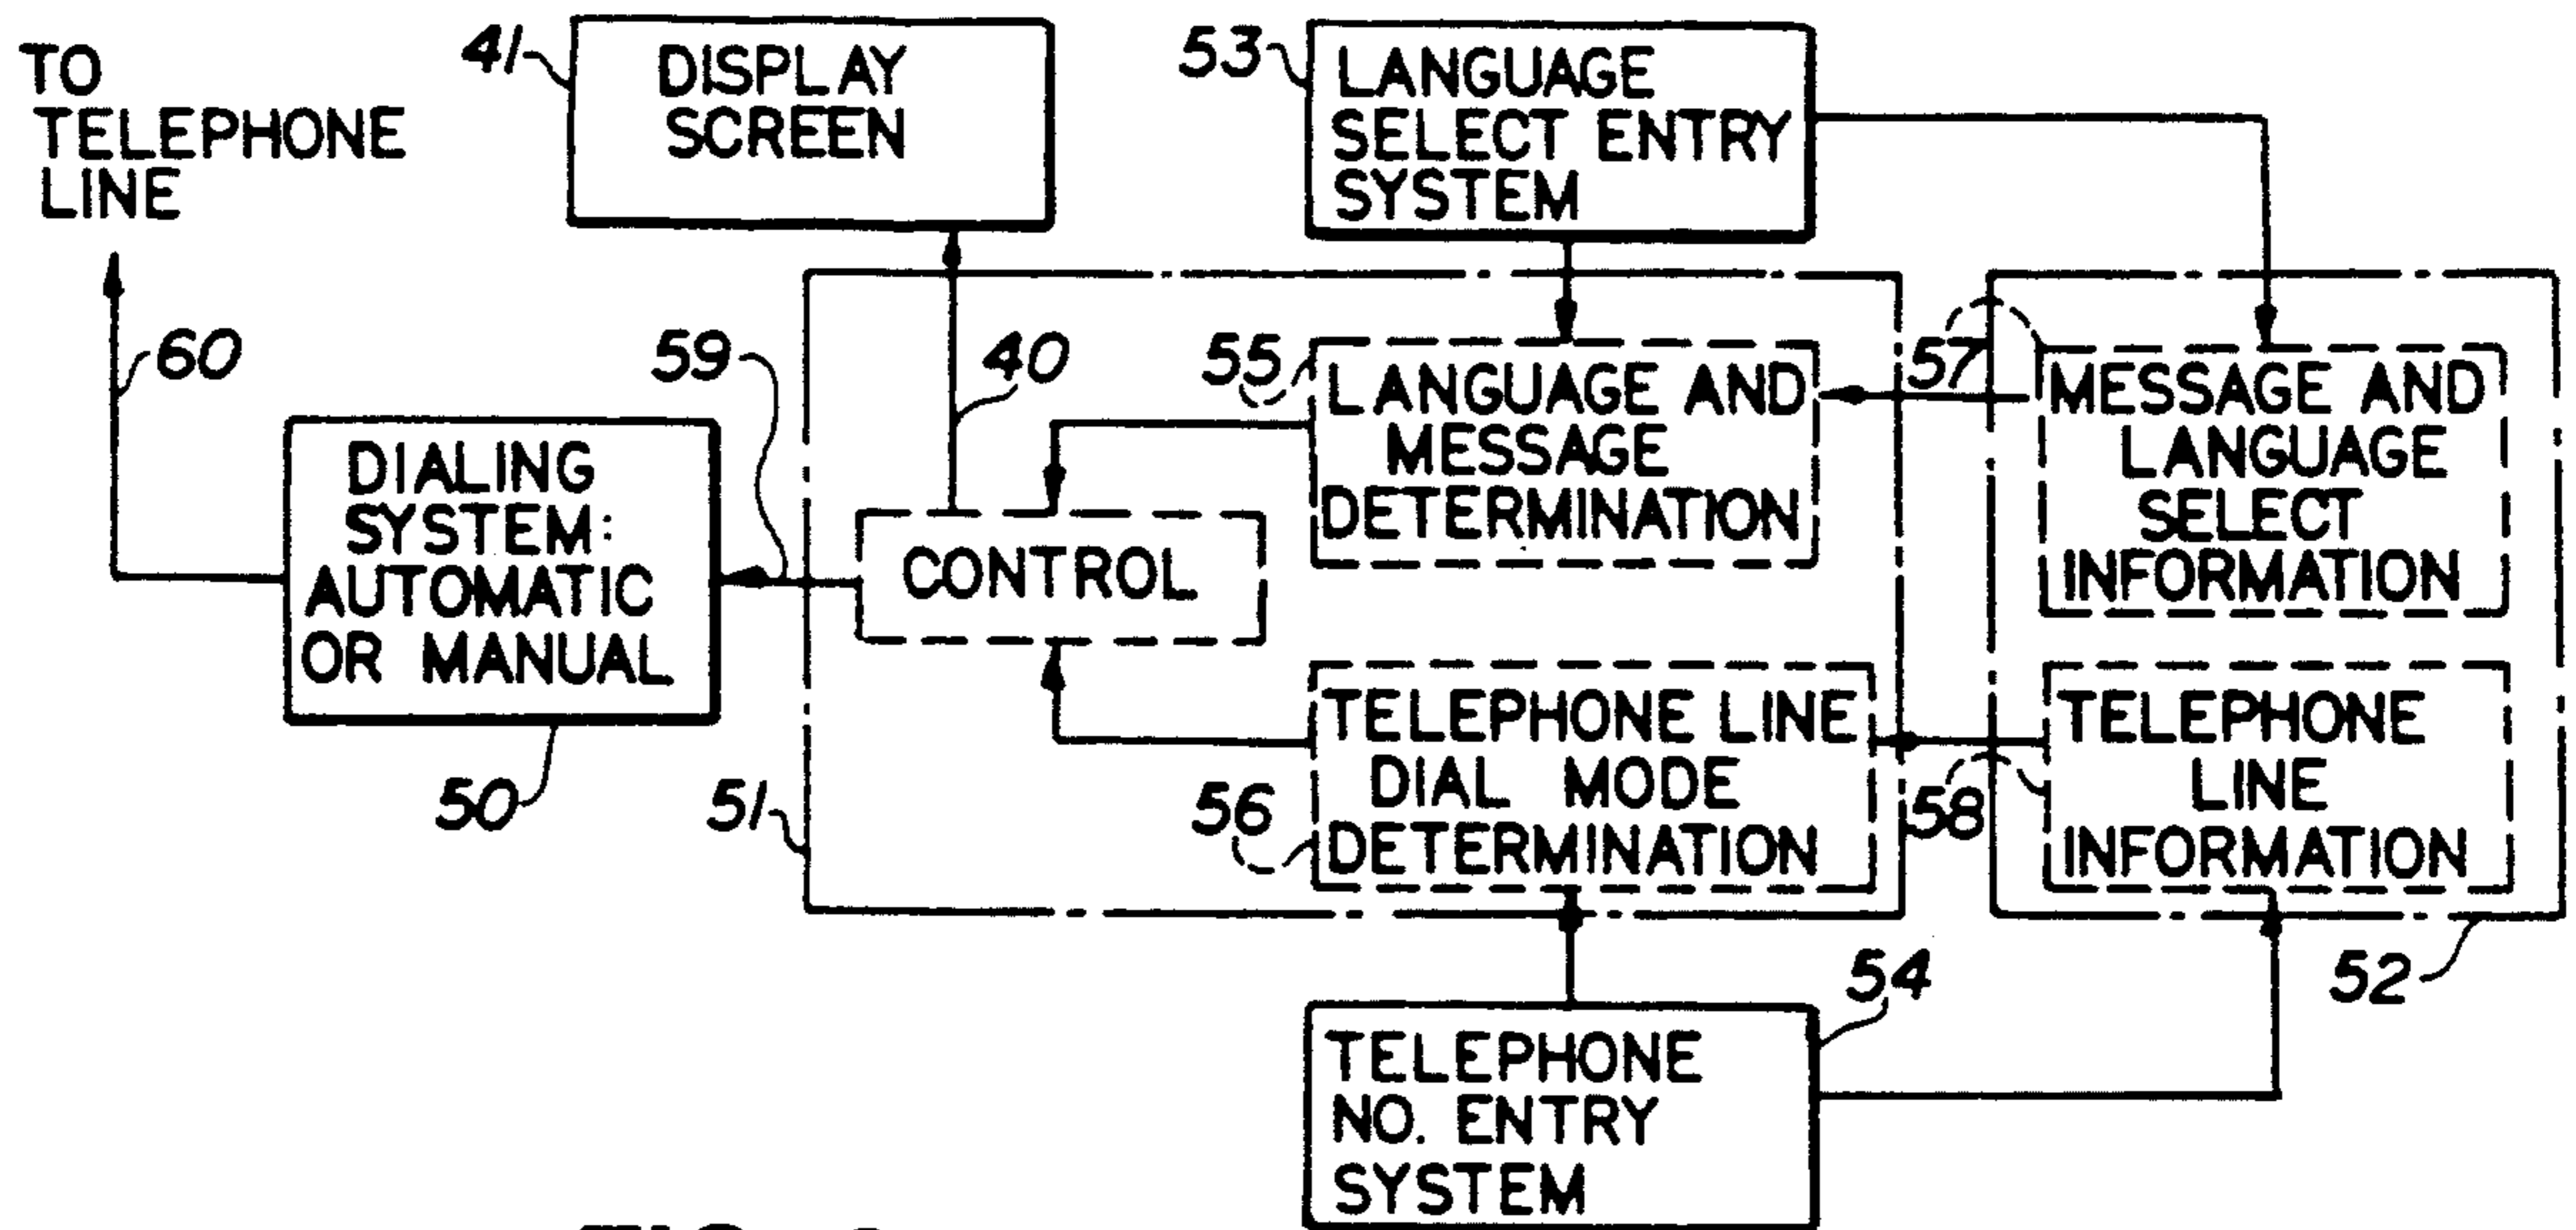 TO
TELEPHONE
LINE
41
DISPLAY
SCREEN
53
LANGUAGE
SELECT ENTRY
SYSTEM
60
59
40
55
LANGUAGE AND
MESSAGE
DETERMINATION
57
MESSAGE AND
LANGUAGE
SELECT
INFORMATION
DIALING
SYSTEM:
AUTOMATIC
OR MANUAL
50
CONTROL
51
56
TELEPHONE LINE
DIAL MODE
DETERMINATION
58
TELEPHONE
LINE
INFORMATION
52
54
TELEPHONE
NO. ENTRY
SYSTEM